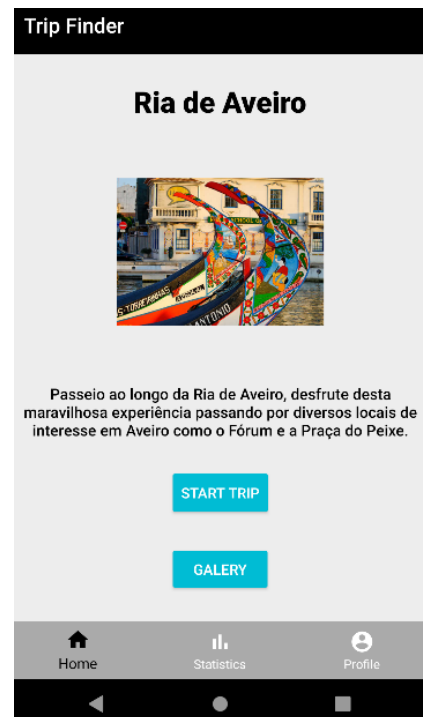 Trip Finder
Ria de Aveiro
Passeio ao longo da Ria de Aveiro, desfrute desta
maravilhosa experiência passando por diversos locais de
interesse em Aveiro como o Fórum e a Praça do Peixe.
START TRIP
GALERY
Home
Statistics
Profile